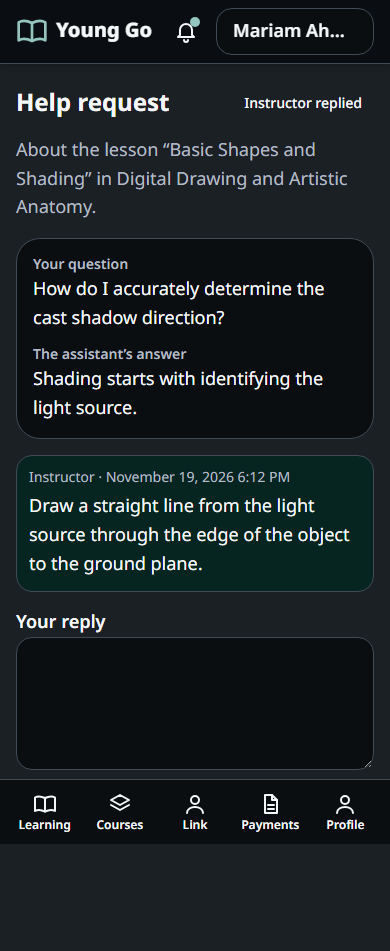 Young Go
Mariam Ah...
Help request
Instructor replied
About the lesson “Basic Shapes and
Shading” in Digital Drawing and Artistic
Anatomy.
Your question
How do I accurately determine the
cast shadow direction?
The assistant’s answer
Shading starts with identifying the
light source.
Instructor · November 19, 2026 6:12 PM
Draw a straight line from the light
source through the edge of the object
to the ground plane.
Your reply
Learning
Courses
Link
Payments
Profile